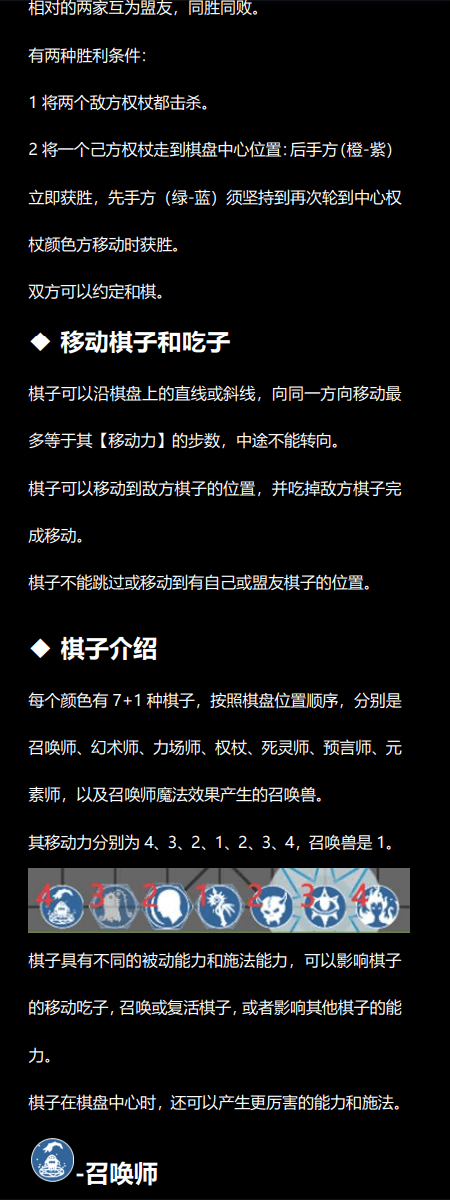 相对的两家互为盟友，同胜同败。
有两种胜利条件：
1 将两个敌方权杖都击杀。
2 将一个己方权杖走到棋盘中心位置：后手方（橙-紫）
立即获胜，先手方（绿-蓝）须坚持到再次轮到中心权
杖颜色方移动时获胜。
双方可以约定和棋。
◆ 移动棋子和吃子
棋子可以沿棋盘上的直线或斜线，向同一方向移动最
多等于其【移动力】的步数，中途不能转向。
棋子可以移动到敌方棋子的位置，并吃掉敌方棋子完
成移动。
棋子不能跳过或移动到有自己或盟友棋子的位置。
◆ 棋子介绍
每个颜色有 7+1 种棋子，按照棋盘位置顺序，分别是
召唤师、幻术师、力场师、权杖、死灵师、预言师、元
素师，以及召唤师魔法效果产生的召唤兽。
其移动力分别为 4、3、2、1、2、3、4，召唤兽是 1。
4 3 2 1 2 3 4
棋子具有不同的被动能力和施法能力，可以影响棋子
的移动吃子，召唤或复活棋子，或者影响其他棋子的能
力。
棋子在棋盘中心时，还可以产生更厉害的能力和施法。
-召唤师